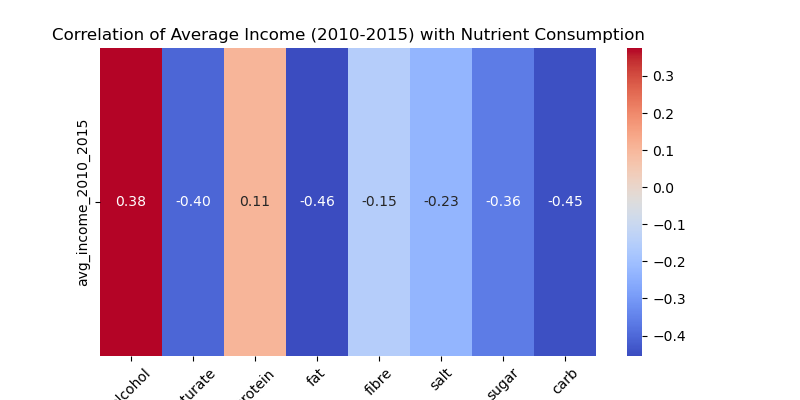 Correlation of Average Income (2010-2015) with Nutrient Consumption
avg_income_2010_2015
0.38 -0.40 0.11 -0.46 -0.15 -0.23 -0.36 -0.45
lcohol turate rotein fat fibre salt sugar carb
0.3
0.2
0.1
0.0
−0.1
−0.2
−0.3
−0.4